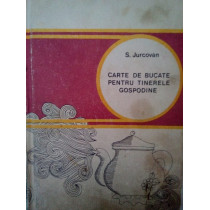 S. Jurcovan
CARTE DE BUCATE
PENTRU TINERELE
GOSPODINE